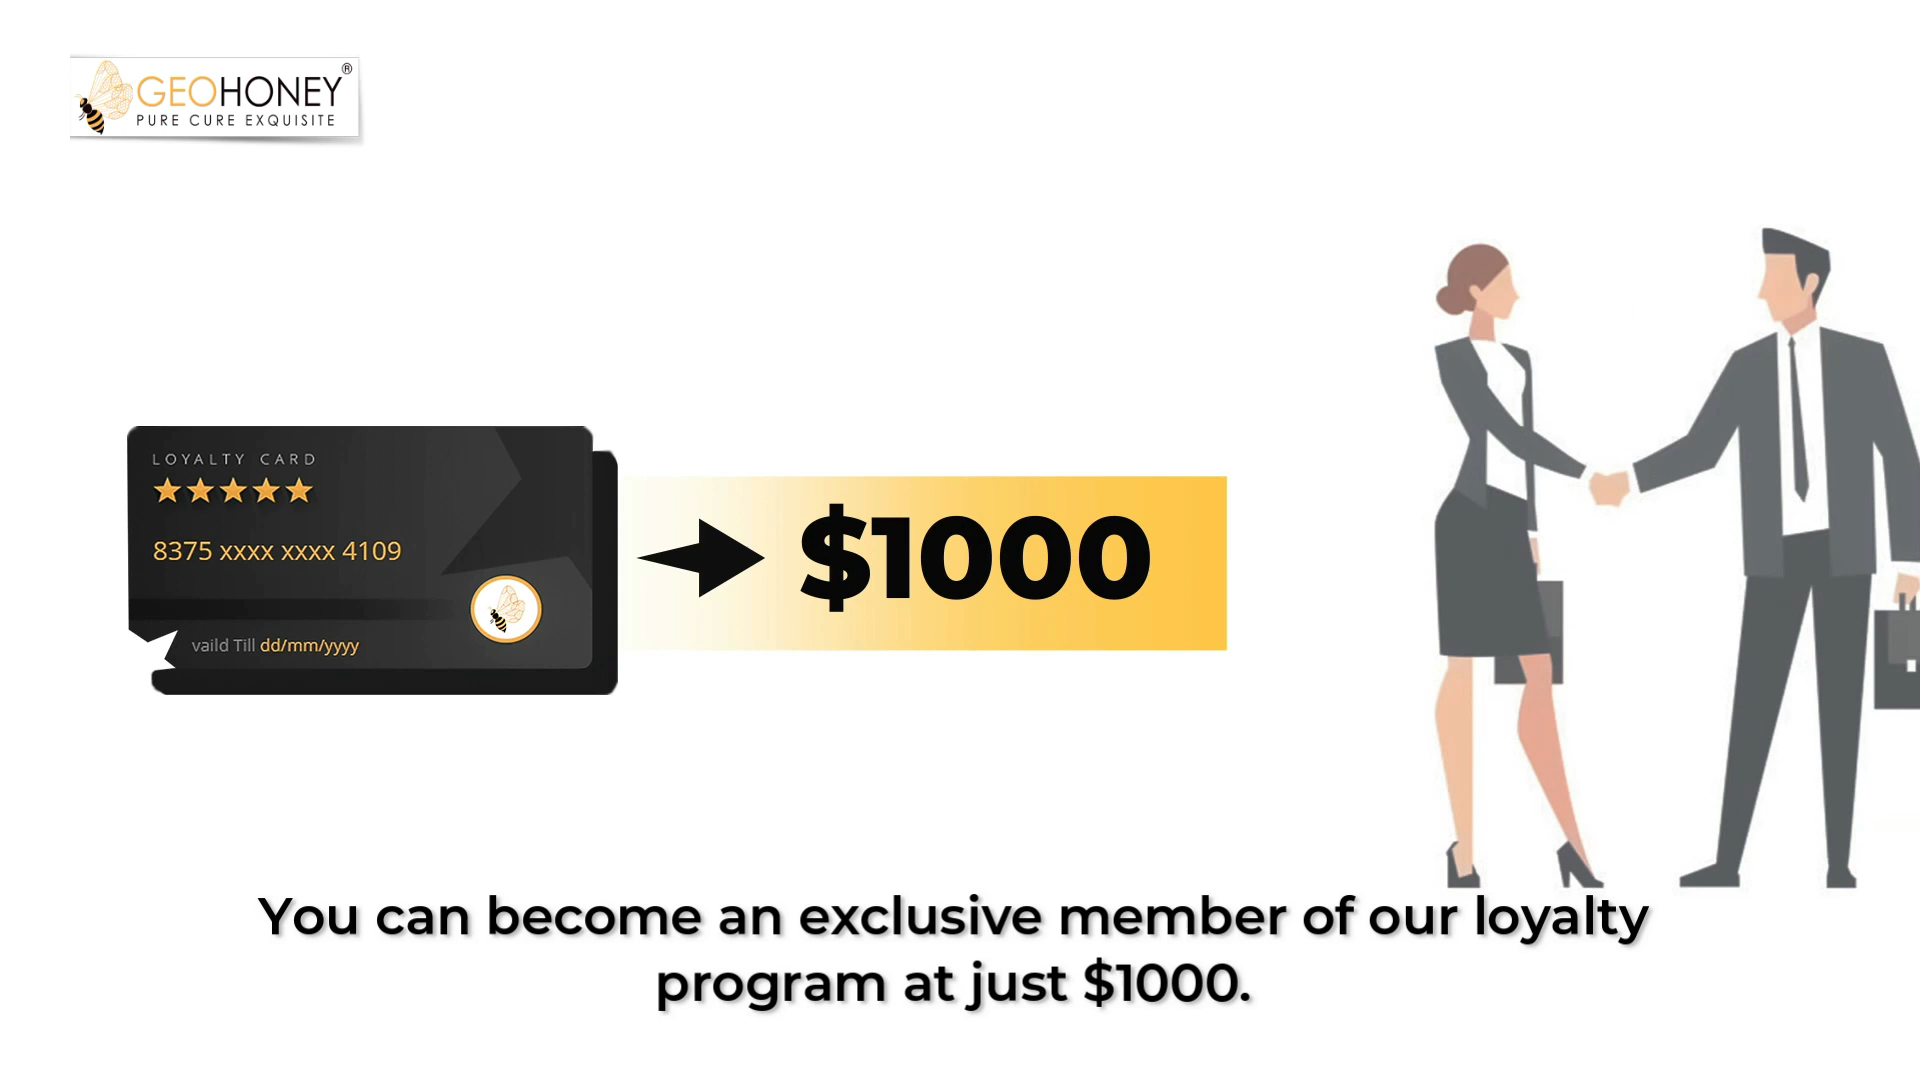 GEOHONEY®
PURE CURE EXQUISITE
LOYALTY CARD
8375 xxxx xxxx 4109
vaild Till dd/mm/yyyy
$1000
You can become an exclusive member of our loyalty
program at just $1000.